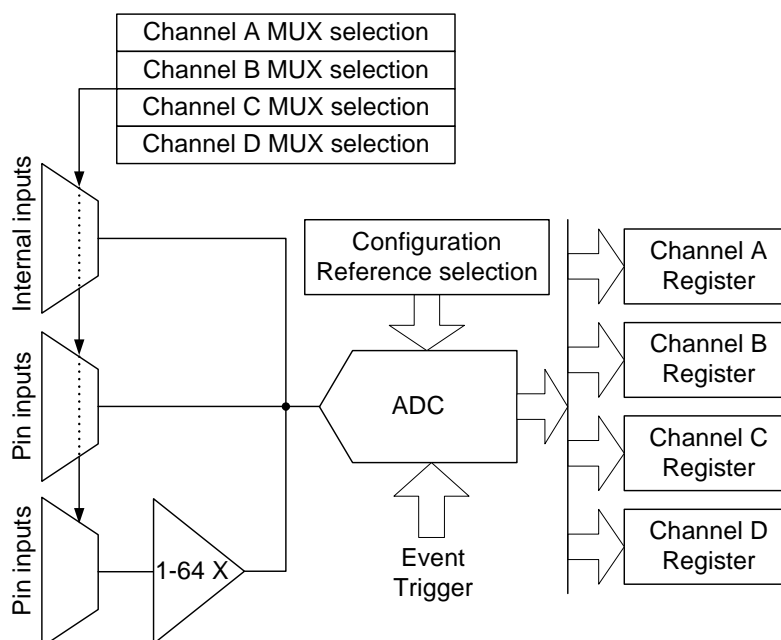 Channel A MUX selection
Channel B MUX selection
Channel C MUX selection
Channel D MUX selection
Internal inputs
Pin inputs
Pin inputs
1-64 X
Configuration
Reference selection
ADC
Event
Trigger
Channel A
Register
Channel B
Register
Channel C
Register
Channel D
Register